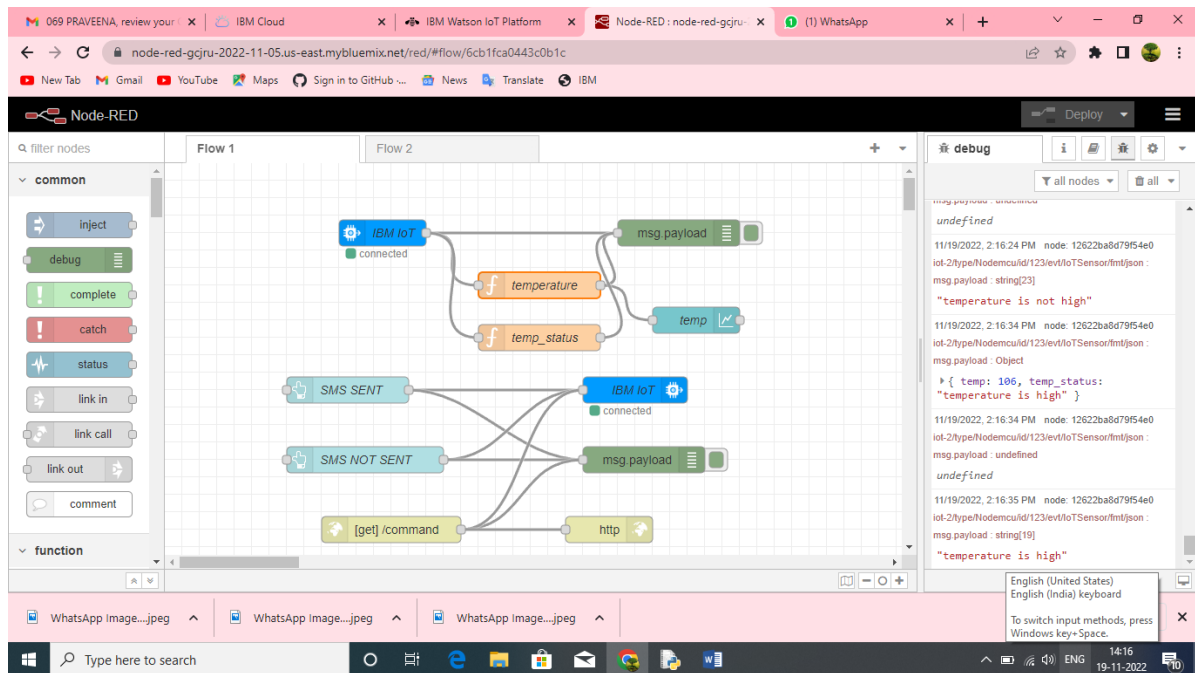 069 PRAVEENA, review your
IBM Cloud
IBM Watson IoT Platform
Node-RED : node-red-gcjru-
(1) WhatsApp
node-red-gcjru-2022-11-05.us-east.mybluemix.net/red/#flow/6cb1fca0443c0b1c
New Tab
Gmail
YouTube
Maps
Sign in to GitHub ·...
News
Translate
IBM
Node-RED
Deploy
filter nodes
Flow 1
Flow 2
debug
common
all nodes
all
inject
debug
complete
catch
status
link in
link call
link out
comment
function
IBM IoT
connected
msg.payload
temperature
temp_status
temp
SMS SENT
IBM IoT
connected
SMS NOT SENT
msg.payload
[get] /command
http
msg.payload : undefined
undefined
11/19/2022, 2:16:24 PM node: 12622ba8d79f54e0
iot-2/type/Nodemcu/id/123/evt/IoTSensor/fmt/json :
msg.payload : string[23]
"temperature is not high"
11/19/2022, 2:16:34 PM node: 12622ba8d79f54e0
iot-2/type/Nodemcu/id/123/evt/IoTSensor/fmt/json :
msg.payload : Object
{ temp: 106, temp_status:
"temperature is high" }
11/19/2022, 2:16:34 PM node: 12622ba8d79f54e0
iot-2/type/Nodemcu/id/123/evt/IoTSensor/fmt/json :
msg.payload : undefined
undefined
11/19/2022, 2:16:35 PM node: 12622ba8d79f54e0
iot-2/type/Nodemcu/id/123/evt/IoTSensor/fmt/json :
msg.payload : string[19]
"temperature is high"
English (United States)
English (India) keyboard
To switch input methods, press
Windows key+Space.
WhatsApp Image....jpeg
WhatsApp Image....jpeg
WhatsApp Image....jpeg
Type here to search
ENG
14:16
19-11-2022
10